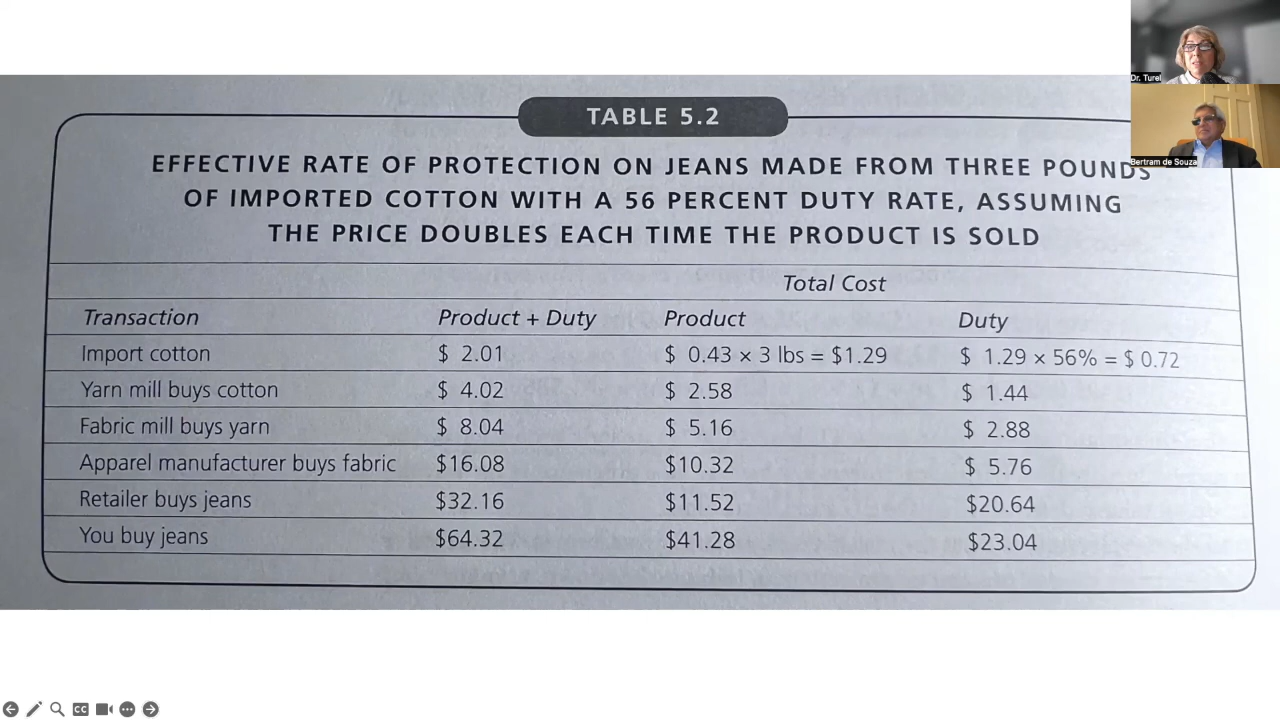 Dr. Turel
Bertram de Souza
TABLE 5.2
EFFECTIVE RATE OF PROTECTION ON JEANS MADE FROM THREE POUNDS
OF IMPORTED COTTON WITH A 56 PERCENT DUTY RATE, ASSUMING
THE PRICE DOUBLES EACH TIME THE PRODUCT IS SOLD
Total Cost
Transaction Product + Duty Product Duty
Import cotton $ 2.01 $ 0.43 × 3 lbs = $1.29 $ 1.29 × 56% = $ 0.72
Yarn mill buys cotton $ 4.02 $ 2.58 $ 1.44
Fabric mill buys yarn $ 8.04 $ 5.16 $ 2.88
Apparel manufacturer buys fabric $16.08 $10.32 $ 5.76
Retailer buys jeans $32.16 $11.52 $20.64
You buy jeans $64.32 $41.28 $23.04
CC